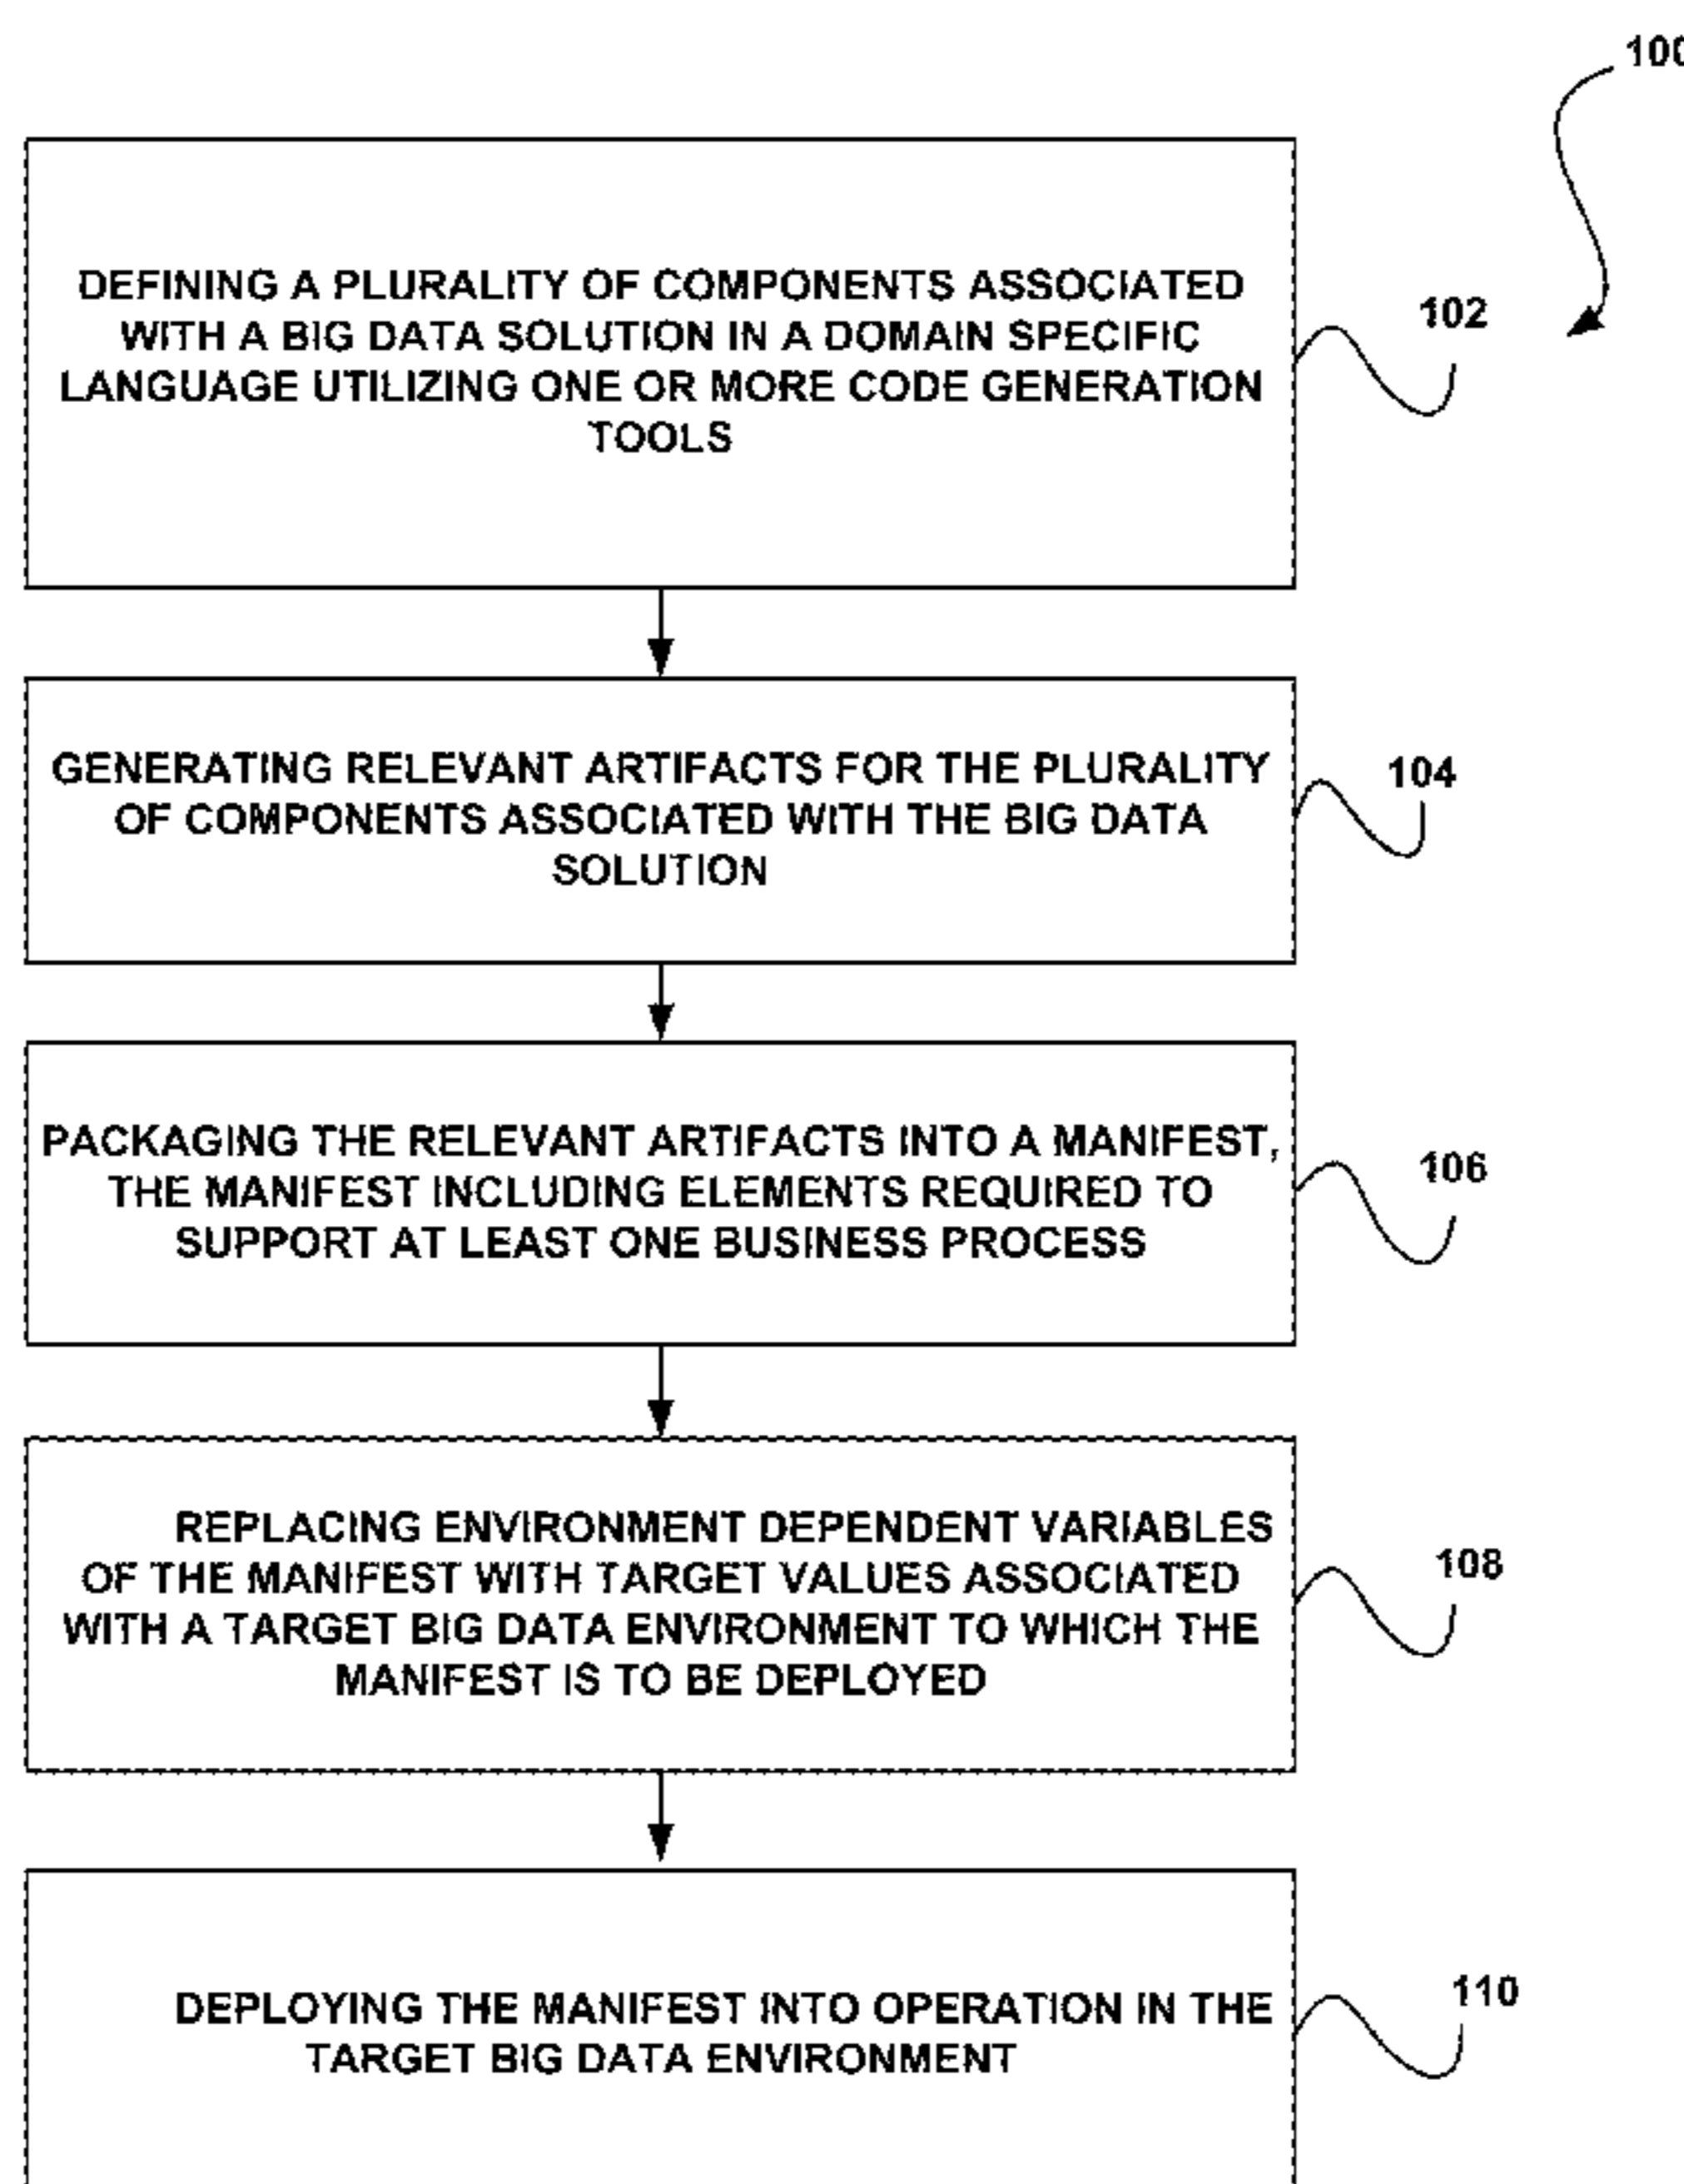 100
DEFINING A PLURALITY OF COMPONENTS ASSOCIATED
WITH A BIG DATA SOLUTION IN A DOMAIN SPECIFIC
LANGUAGE UTILIZING ONE OR MORE CODE GENERATION
TOOLS
102
GENERATING RELEVANT ARTIFACTS FOR THE PLURALITY
OF COMPONENTS ASSOCIATED WITH THE BIG DATA
SOLUTION
104
PACKAGING THE RELEVANT ARTIFACTS INTO A MANIFEST,
THE MANIFEST INCLUDING ELEMENTS REQUIRED TO
SUPPORT AT LEAST ONE BUSINESS PROCESS
106
REPLACING ENVIRONMENT DEPENDENT VARIABLES
OF THE MANIFEST WITH TARGET VALUES ASSOCIATED
WITH A TARGET BIG DATA ENVIRONMENT TO WHICH THE
MANIFEST IS TO BE DEPLOYED
108
DEPLOYING THE MANIFEST INTO OPERATION IN THE
TARGET BIG DATA ENVIRONMENT
110